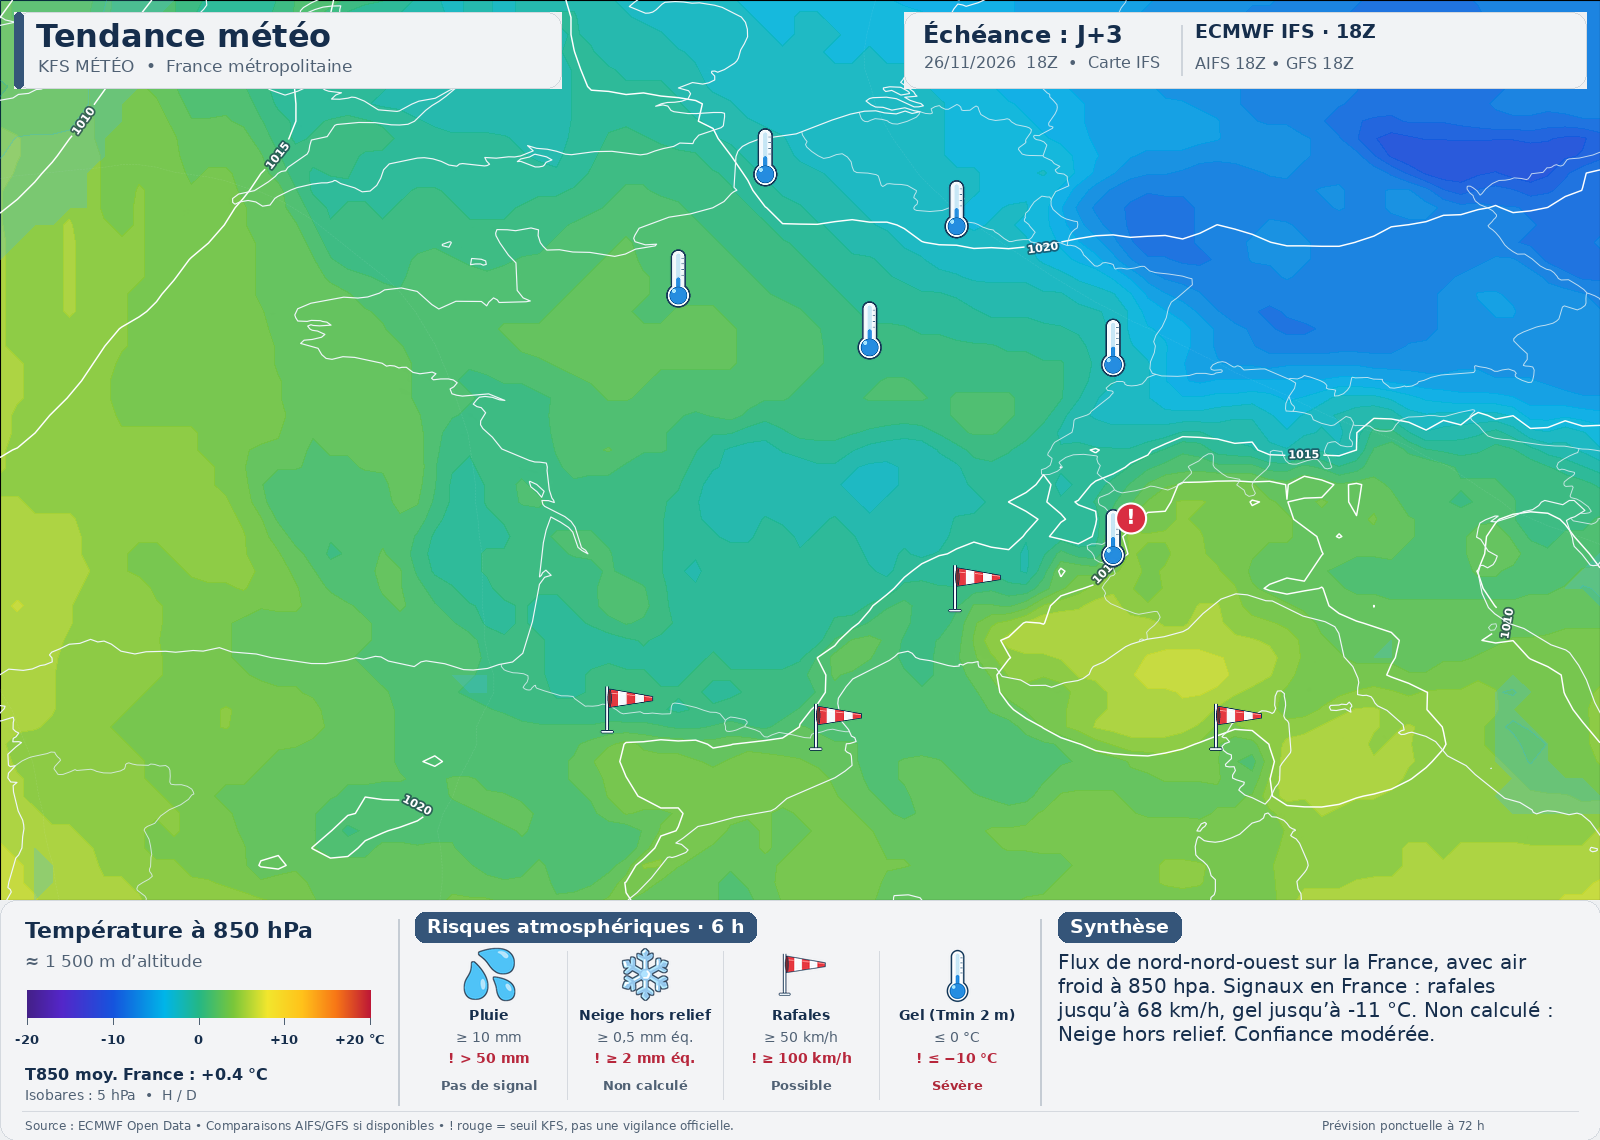 Tendance météo
KFS MÉTÉO • France métropolitaine
Échéance : J+3
26/11/2026 18Z • Carte IFS
ECMWF IFS · 18Z
AIFS 18Z • GFS 18Z
1010
1015
1020
1015
!
1010
1020
Température à 850 hPa
≈ 1 500 m d’altitude
-20 -10 0 +10 +20 °C
T850 moy. France : +0.4 °C
Isobares : 5 hPa • H / D
Risques atmosphériques · 6 h
Pluie
≥ 10 mm
! > 50 mm
Pas de signal
Neige hors relief
≥ 0,5 mm éq.
! ≥ 2 mm éq.
Non calculé
Rafales
≥ 50 km/h
! ≥ 100 km/h
Possible
Gel (Tmin 2 m)
≤ 0 °C
! ≤ −10 °C
Sévère
Synthèse
Flux de nord-nord-ouest sur la France, avec air
froid à 850 hpa. Signaux en France : rafales
jusqu’à 68 km/h, gel jusqu’à -11 °C. Non calculé :
Neige hors relief. Confiance modérée.
Source : ECMWF Open Data • Comparaisons AIFS/GFS si disponibles • ! rouge = seuil KFS, pas une vigilance officielle.
Prévision ponctuelle à 72 h